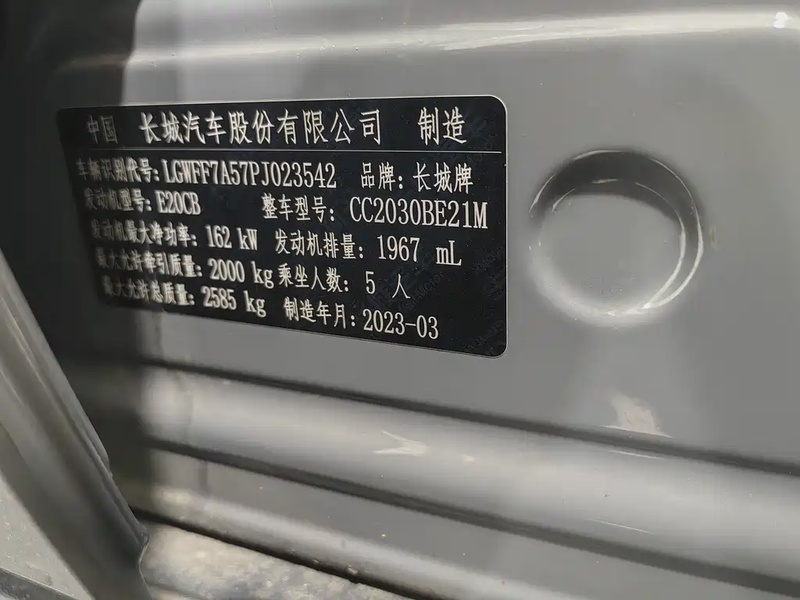 中国 长城汽车股份有限公司 制造
车辆识别代号: LGWFF7A57PJ023542 品牌: 长城牌
发动机型号: E20CB 整车型号: CC2030BE21M
发动机最大净功率: 162 kW 发动机排量: 1967 mL
最大允许牵引质量: 2000 kg 乘坐人数: 5 人
最大允许总质量: 2585 kg 制造年月: 2023-03